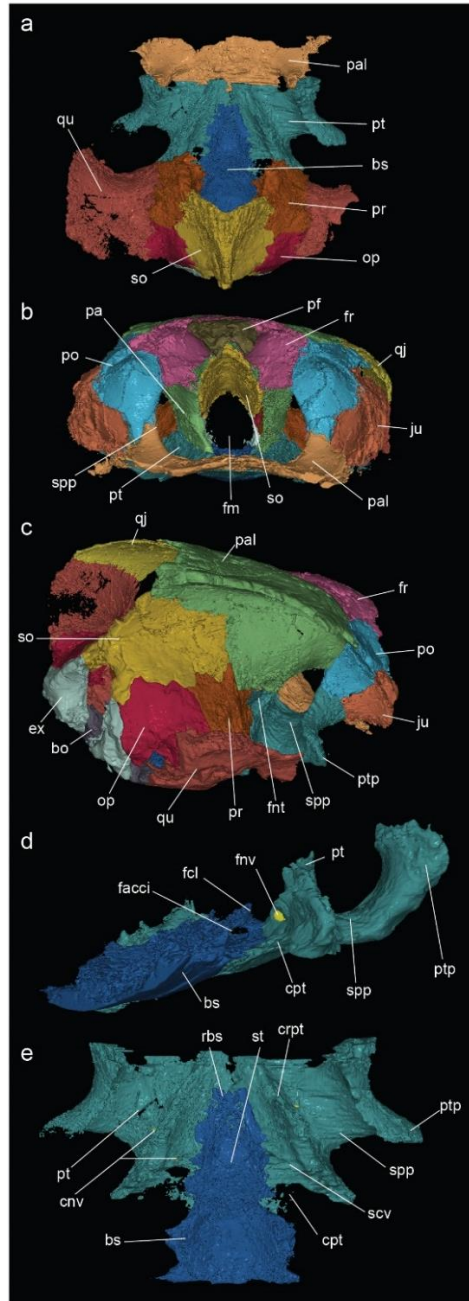 a
pal
qu
pt
bs
pr
so
op
b
pf
pa
fr
po
qj
ju
spp
pt
fm
so
pal
c
qj
pal
fr
so
po
ex
ju
bo
op
qu
pr
fnt
spp
ptp
d
pt
fcl
fnv
facci
bs
cpt
spp
ptp
e
rbs
st
crpt
ptp
pt
spp
cnv
scv
bs
cpt